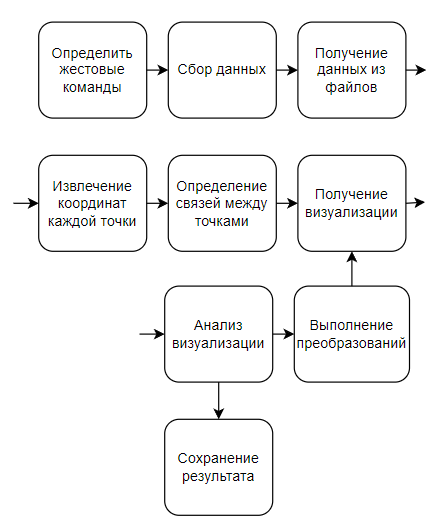 Определить
жестовые
команды
Сбор данных
Получение
данных из
файлов
Извлечение
координат
каждой точки
Определение
связей между
точками
Получение
визуализации
Анализ
визуализации
Выполнение
преобразований
Сохранение
результата